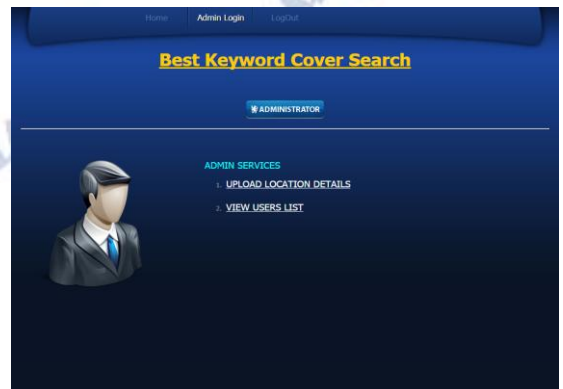 Home Admin Login LogOut
Best Keyword Cover Search
ADMINISTRATOR
ADMIN SERVICES
1. UPLOAD LOCATION DETAILS
2. VIEW USERS LIST